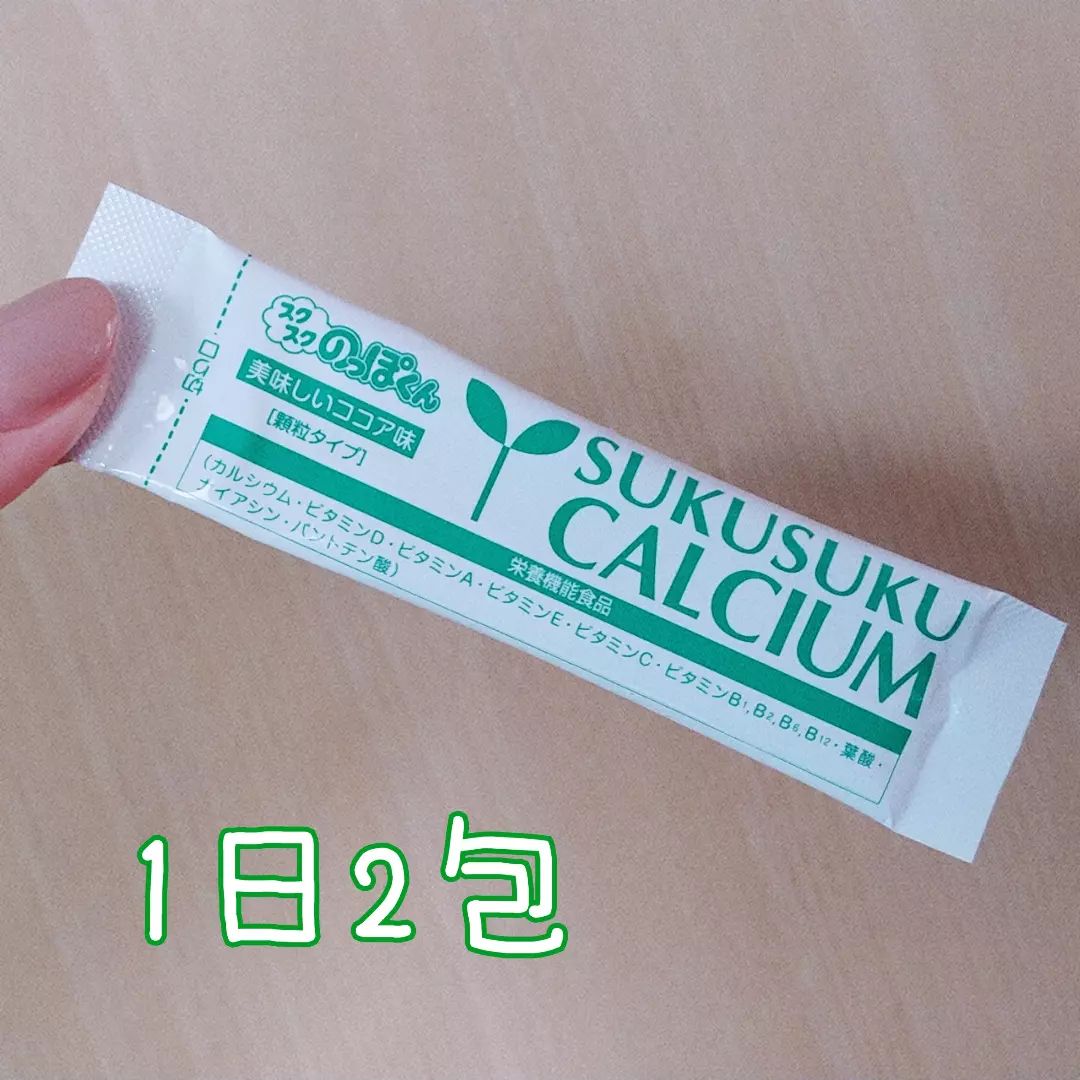 スクスク
のっぽくん
美味しいココア味
[顆粒タイプ]
SUKUSUKU
CALCIUM
栄養機能食品
(カルシウム・ビタミンD・ビタミンA・ビタミンE・ビタミンC・ビタミンB1,B2,B6,B12・葉酸・
ナイアシン・パントテン酸)
切り口
1日2包